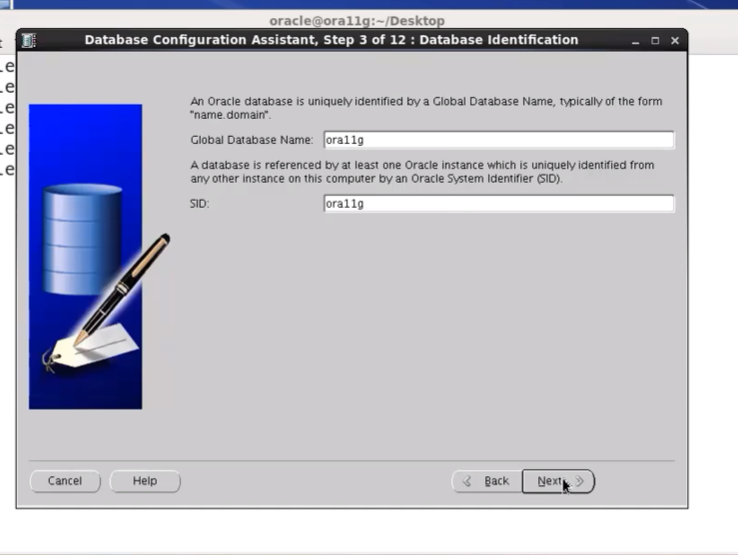 oracle@ora11g:~/Desktop
Database Configuration Assistant, Step 3 of 12 : Database Identification
An Oracle database is uniquely identified by a Global Database Name, typically of the form
"name.domain".
Global Database Name: ora11g
A database is referenced by at least one Oracle instance which is uniquely identified from
any other instance on this computer by an Oracle System Identifier (SID).
SID: ora11g
Cancel Help Back Next